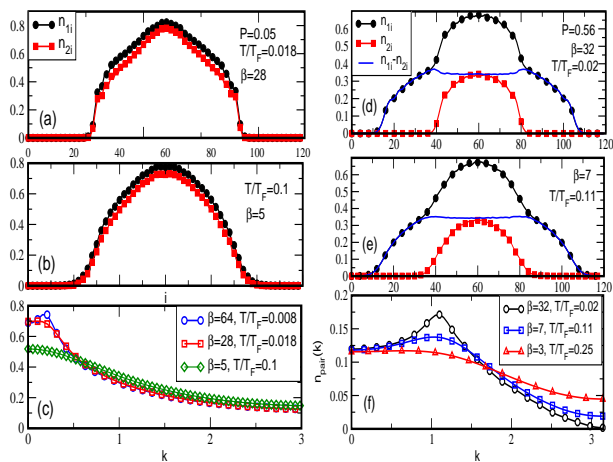 n1i
n2i
P=0.05
T/TF=0.018
β=28
(a)
0.8
0.6
0.4
0.2
0
0 20 40 60 80 100 120
T/TF=0.1
β=5
(b)
0.8
0.6
0.4
0.2
0
i
β=64, T/TF=0.008
β=28, T/TF=0.018
β=5, T/TF=0.1
(c)
0.8
0.6
0.4
0.2
0
0 1 2 3
k
n1i
n2i
n1i-n2i
P=0.56
β=32
T/TF=0.02
(d)
0.6
0.5
0.4
0.3
0.2
0.1
0
0 20 40 60 80 100 120
β=7
T/TF=0.11
(e)
0.7
0.6
0.5
0.4
0.3
0.2
0.1
0
0 20 40 60 80 100 120
β=32, T/TF=0.02
β=7, T/TF=0.11
β=3, T/TF=0.25
(f)
npair(k)
0.2
0.15
0.1
0.05
0
0 1 2 3
k